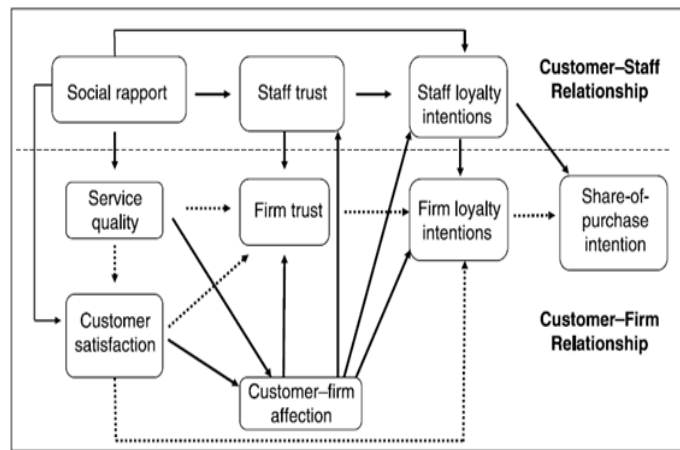 Customer–Staff
Relationship
Social rapport
Staff trust
Staff loyalty
intentions
Service
quality
Firm trust
Firm loyalty
intentions
Share-of-
purchase
intention
Customer
satisfaction
Customer–firm
affection
Customer–Firm
Relationship